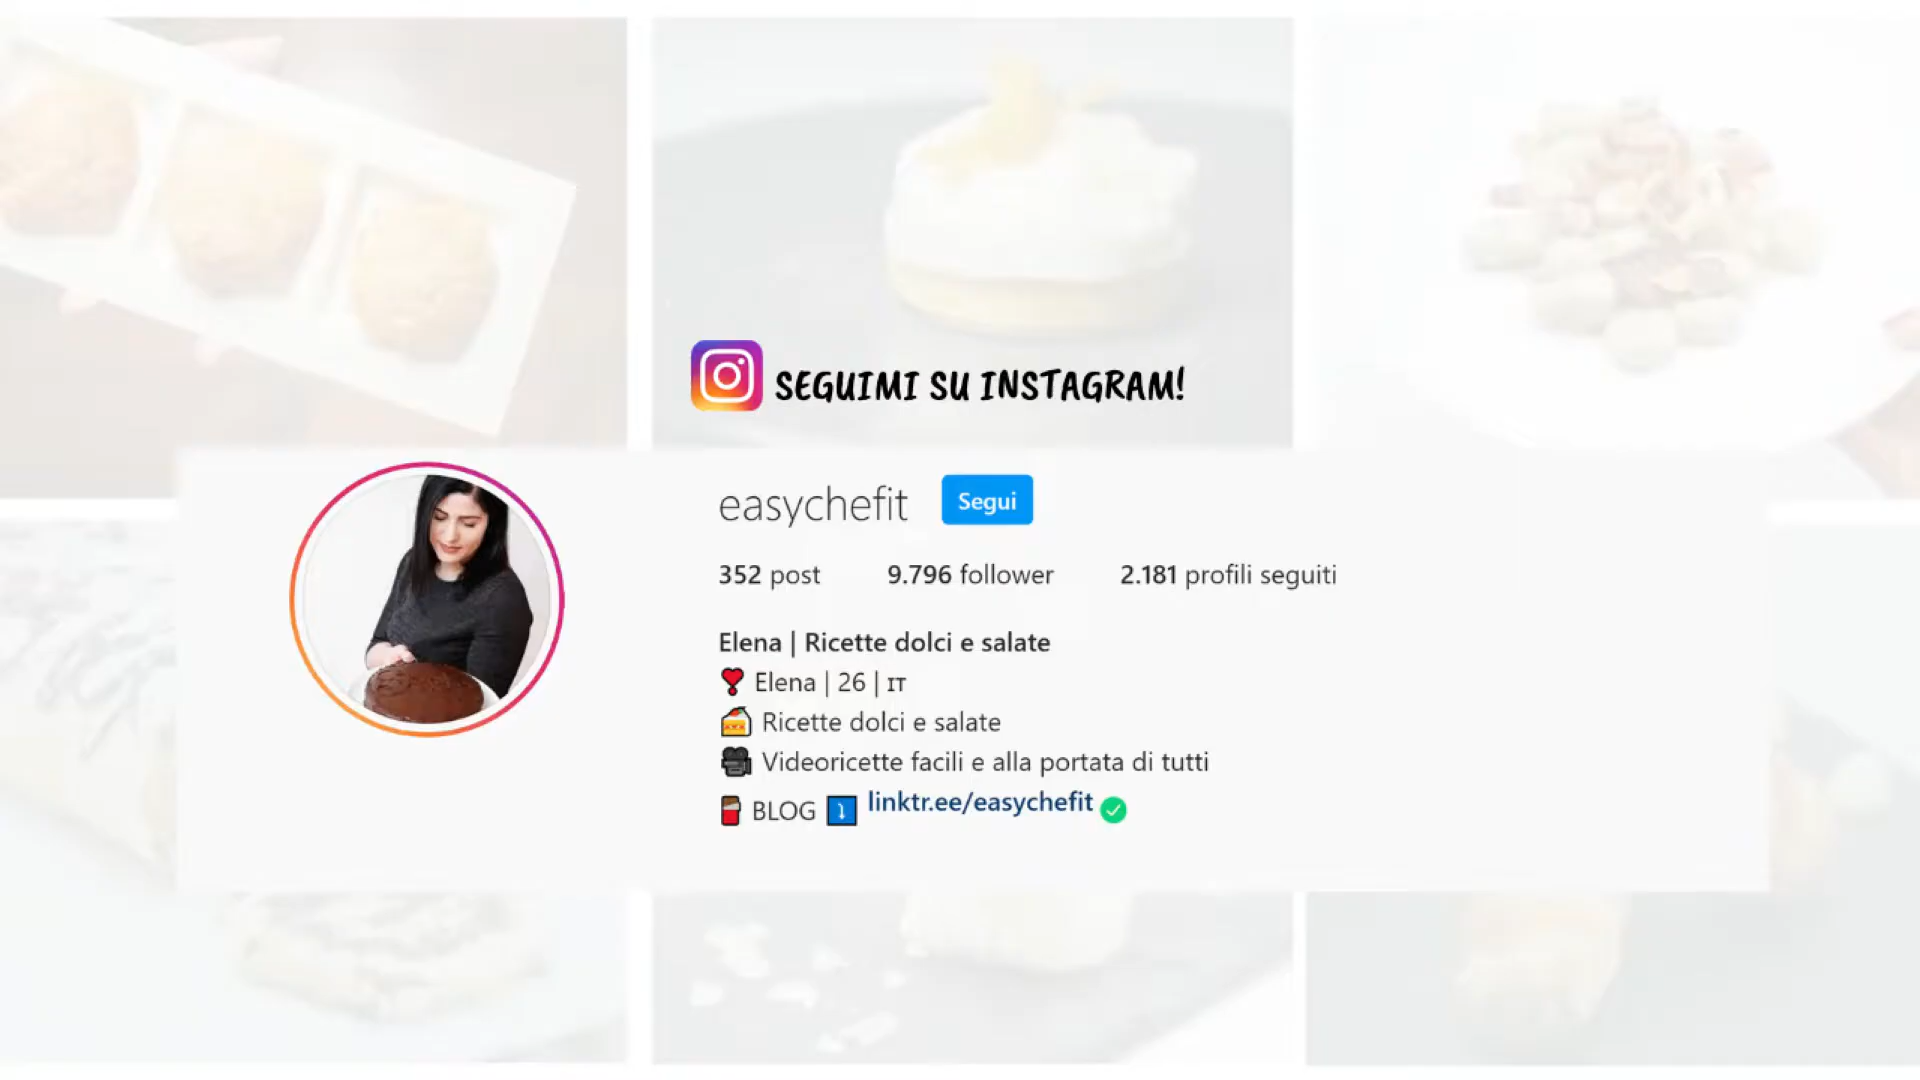 SEGUIMI SU INSTAGRAM!
easychefit Segui
352 post 9.796 follower 2.181 profili seguiti
Elena | Ricette dolci e salate
Elena | 26 | IT
Ricette dolci e salate
Videoricette facili e alla portata di tutti
BLOG linktr.ee/easychefit